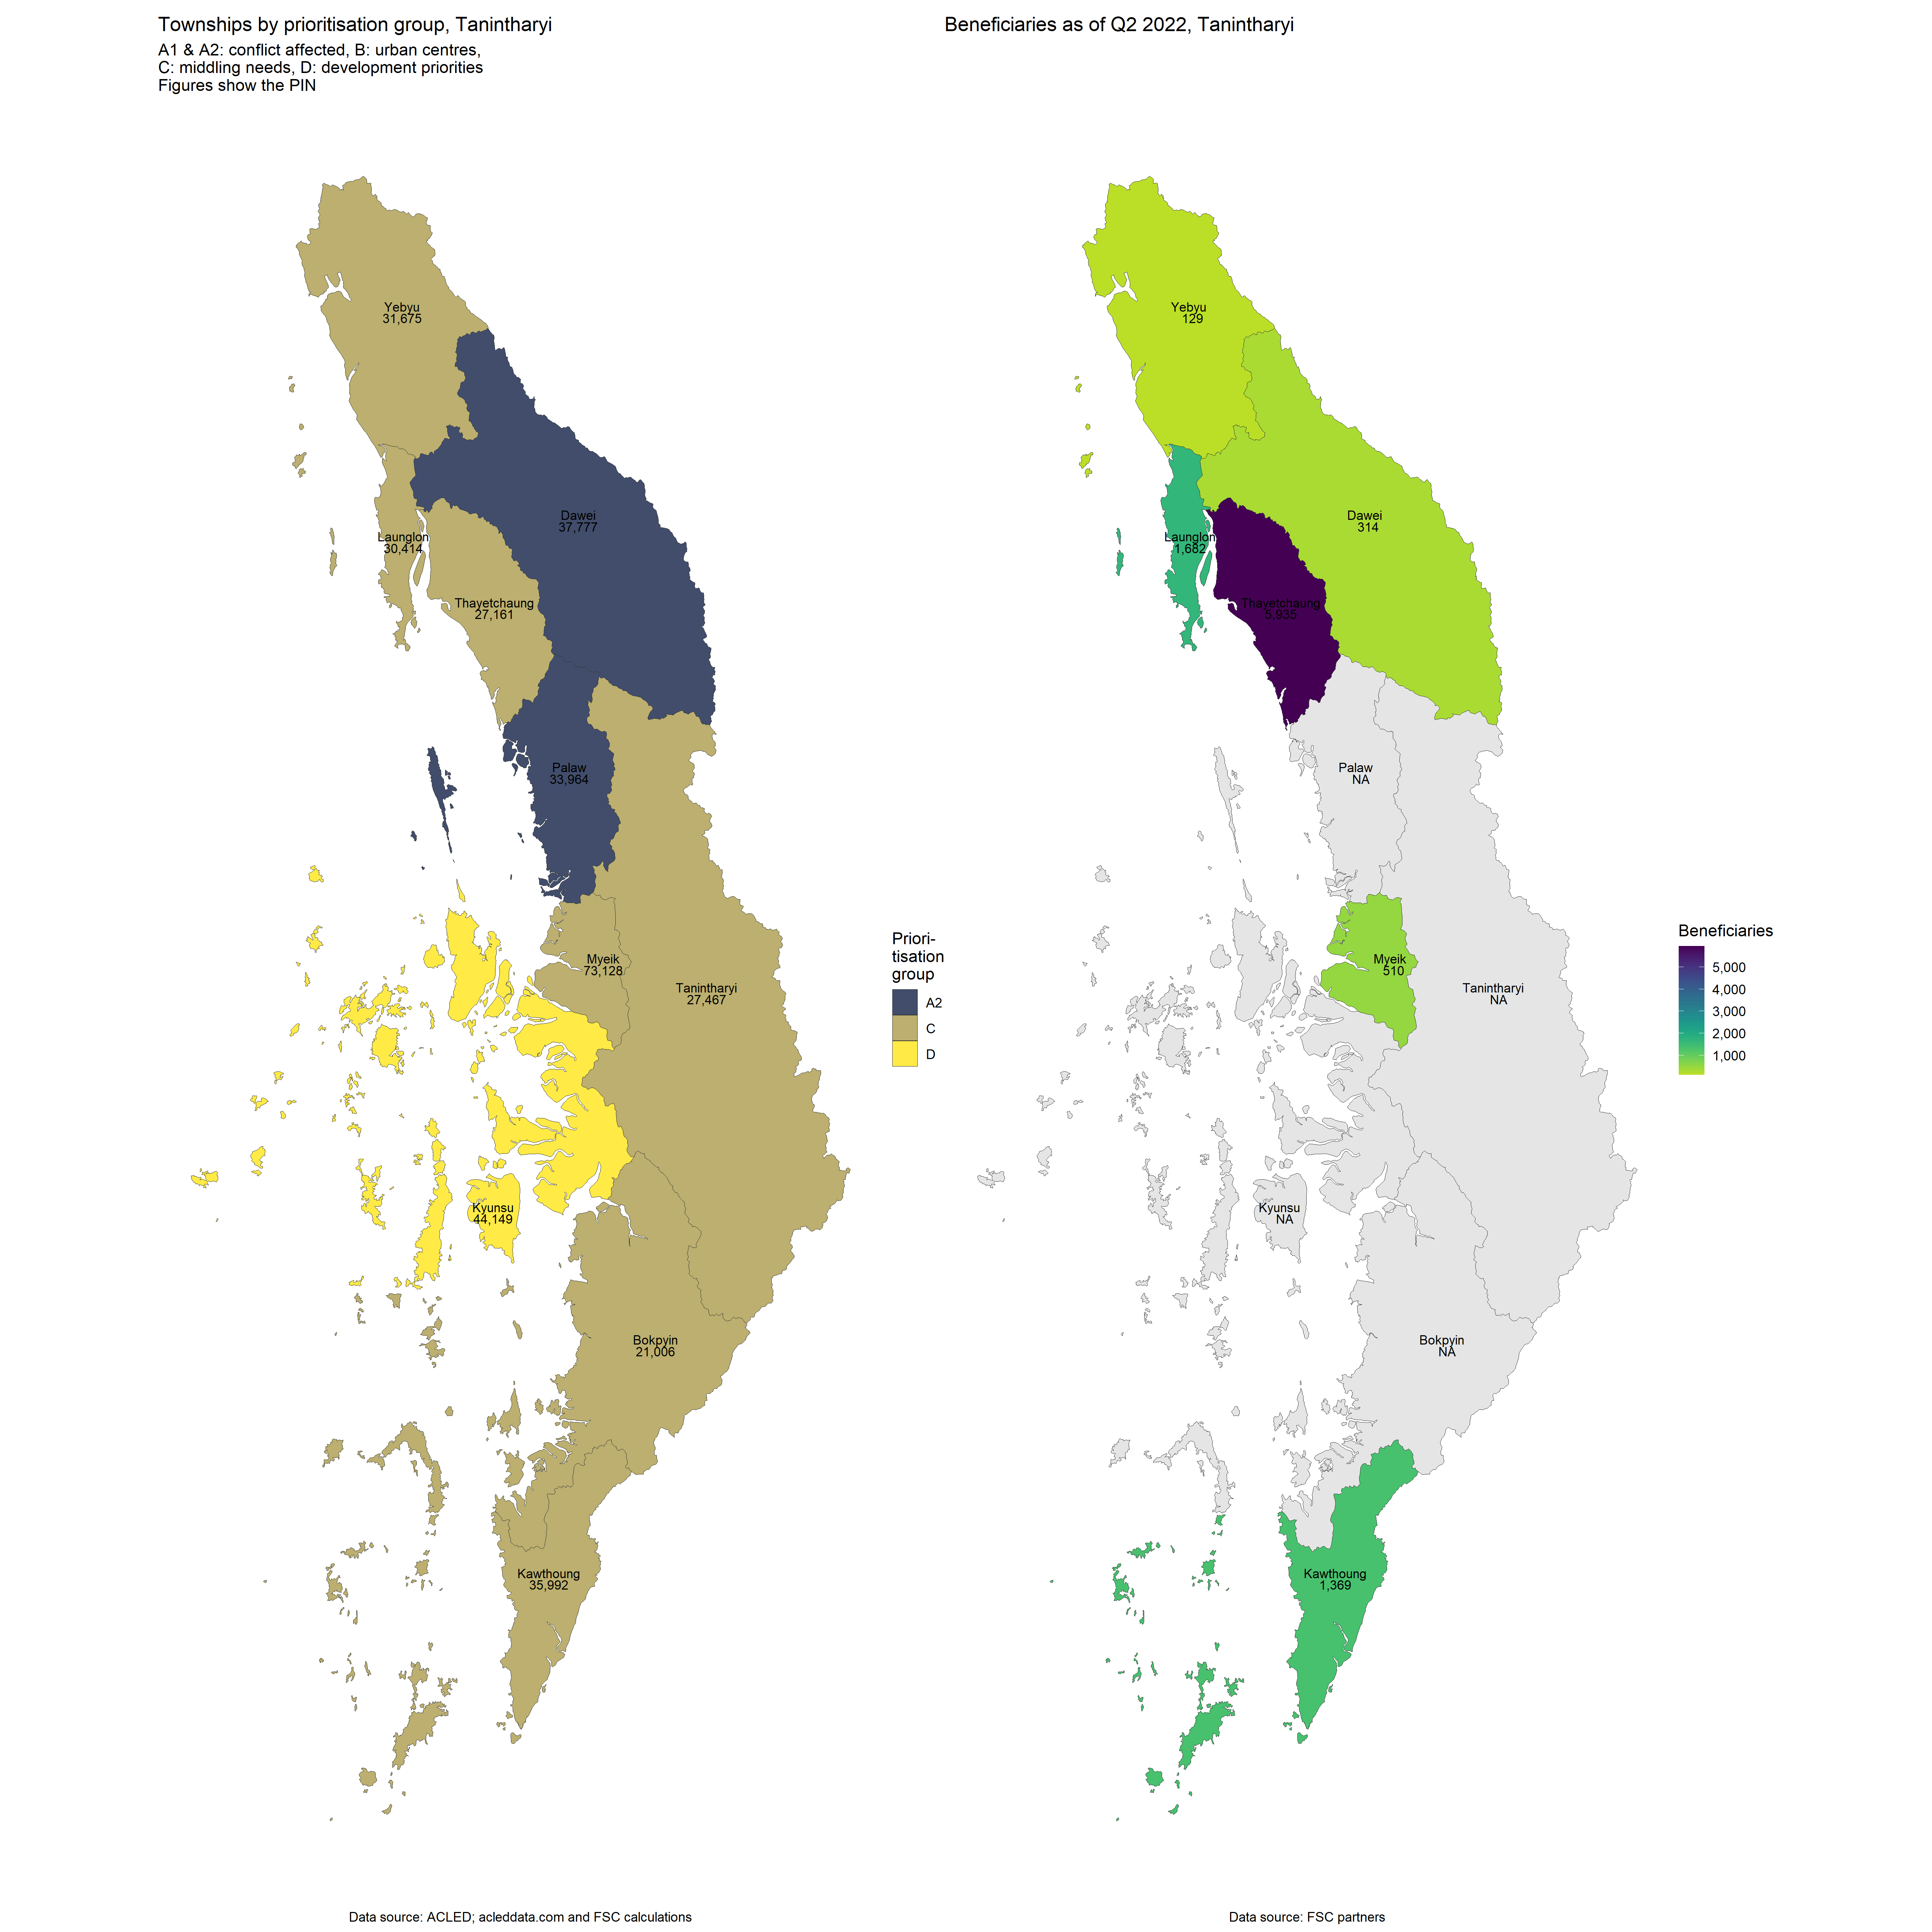 Townships by prioritisation group, Tanintharyi
A1 & A2: conflict affected, B: urban centres,
C: middling needs, D: development priorities
Figures show the PIN
Yebyu
31,675
Dawei
37,777
Launglon
30,414
Thayetchaung
27,161
Palaw
33,964
Myeik
73,128
Tanintharyi
27,467
Kyunsu
44,149
Bokpyin
21,006
Kawthoung
35,992
Priori-
tisation
group
A2
C
D
Data source: ACLED; acleddata.com and FSC calculations
Beneficiaries as of Q2 2022, Tanintharyi
Yebyu
129
Dawei
314
Launglon
1,682
Thayetchaung
5,935
Palaw
NA
Myeik
510
Tanintharyi
NA
Kyunsu
NA
Bokpyin
NA
Kawthoung
1,369
Beneficiaries
5,000
4,000
3,000
2,000
1,000
Data source: FSC partners